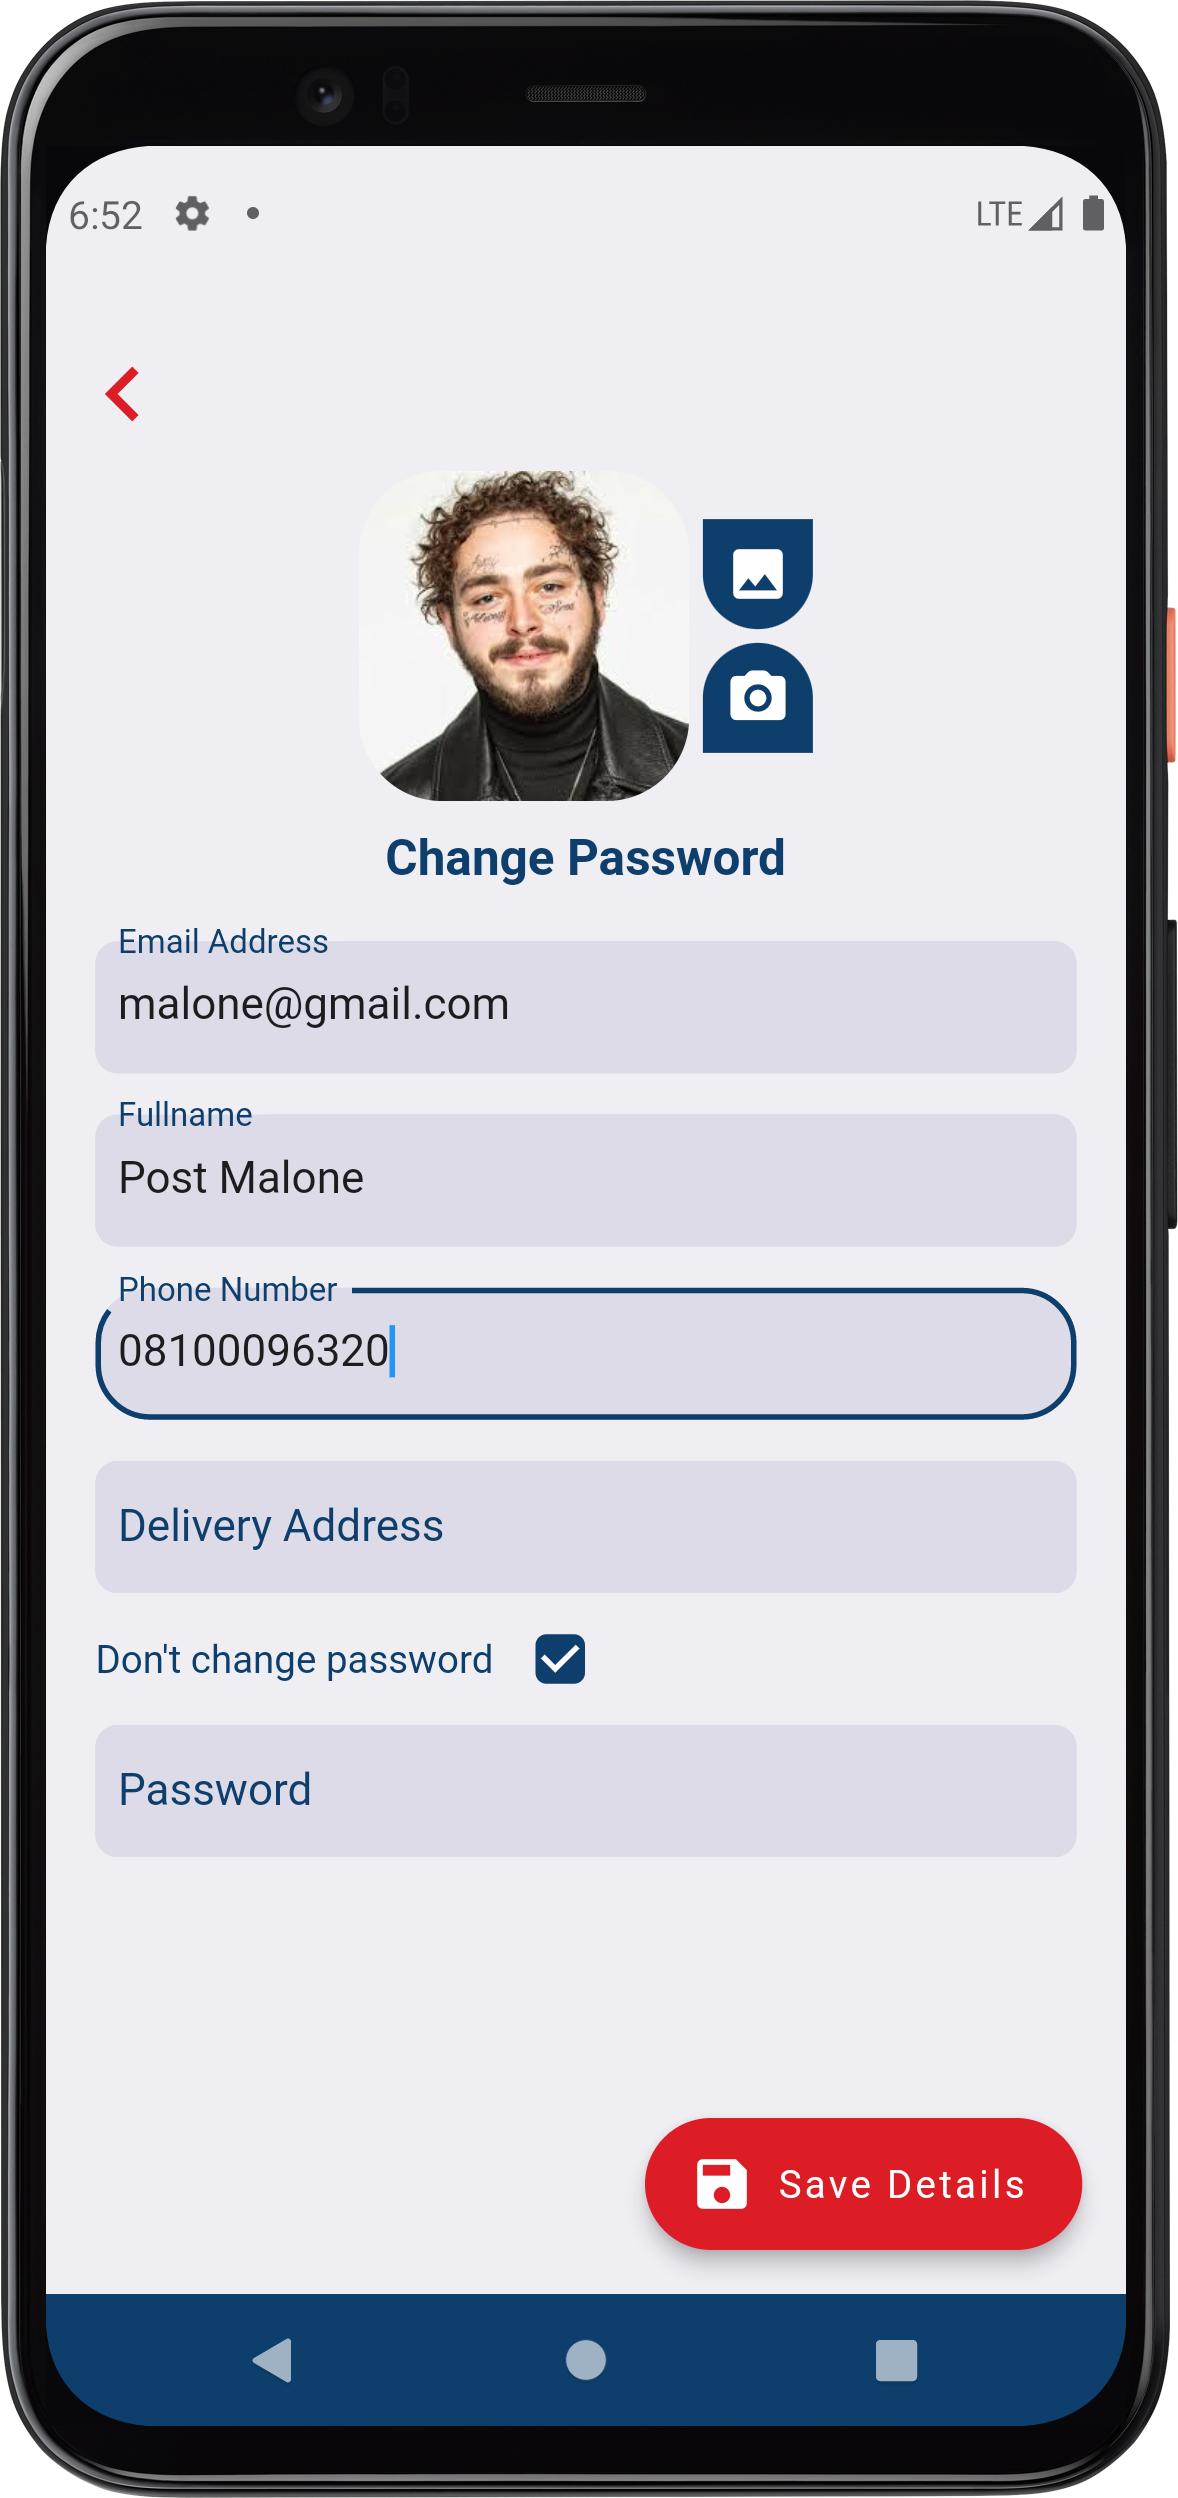 6:52
LTE
Change Password
Email Address
malone@gmail.com
Fullname
Post Malone
Phone Number
08100096320
Delivery Address
Don't change password
Password
Save Details